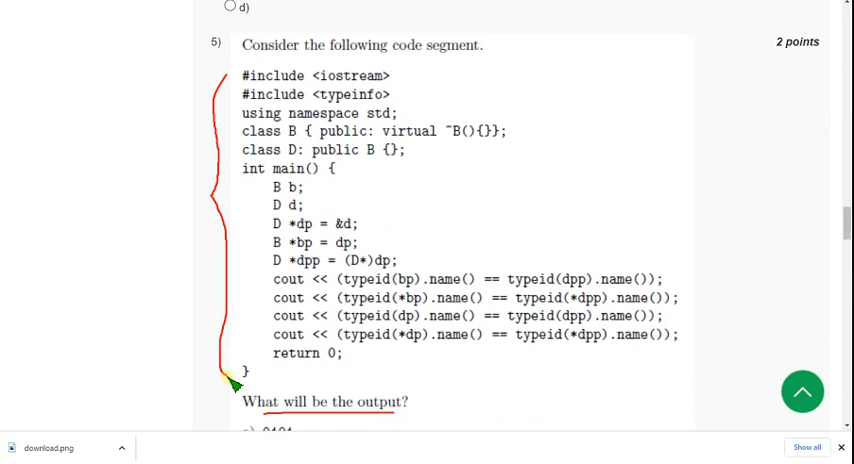 d)
5) Consider the following code segment. 2 points
#include <iostream>
#include <typeinfo>
using namespace std;
class B { public: virtual ~B(){}};
class D: public B {};
int main() {
B b;
D d;
D *dp = &d;
B *bp = dp;
D *dpp = (D*)dp;
cout << (typeid(bp).name() == typeid(dpp).name());
cout << (typeid(*bp).name() == typeid(*dpp).name());
cout << (typeid(dp).name() == typeid(dpp).name());
cout << (typeid(*dp).name() == typeid(*dpp).name());
return 0;
}
What will be the output?
download.png
Show all